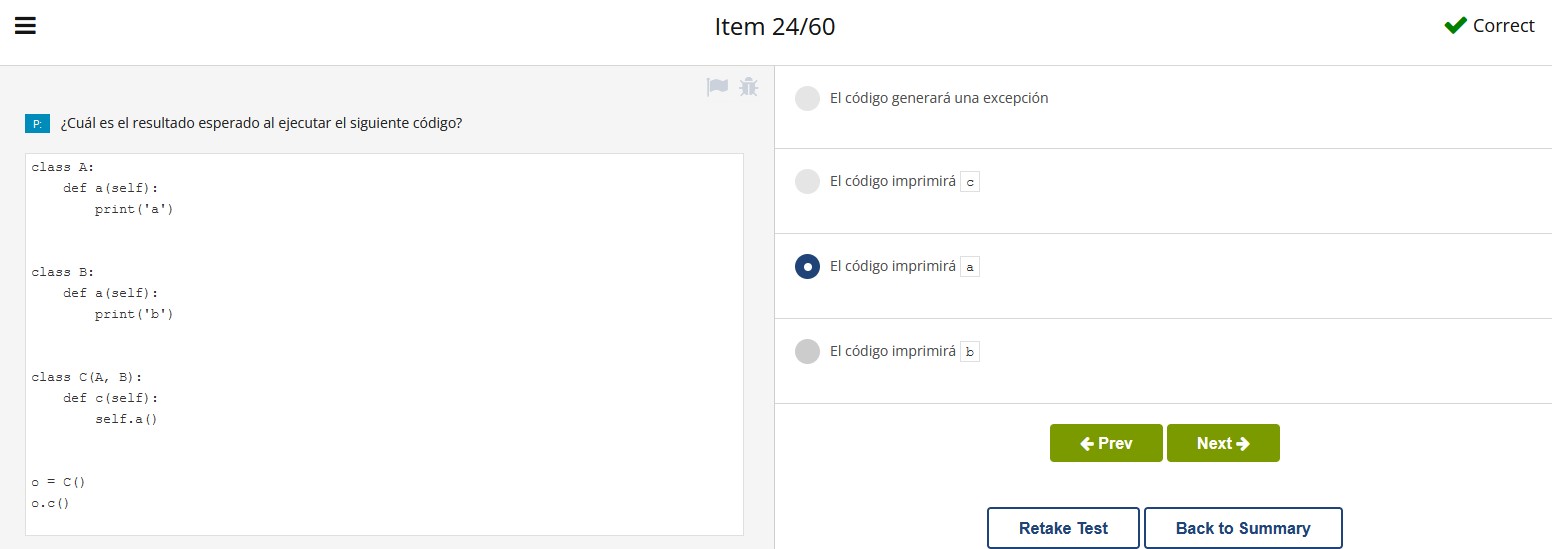 Item 24/60
Correct
P: ¿Cuál es el resultado esperado al ejecutar el siguiente código?
class A:
    def a(self):
        print('a')
class B:
    def a(self):
        print('b')
class C(A, B):
    def c(self):
        self.a()
o = C()
o.c()
El código generará una excepción
El código imprimirá c
El código imprimirá a
El código imprimirá b
Prev
Next
Retake Test
Back to Summary